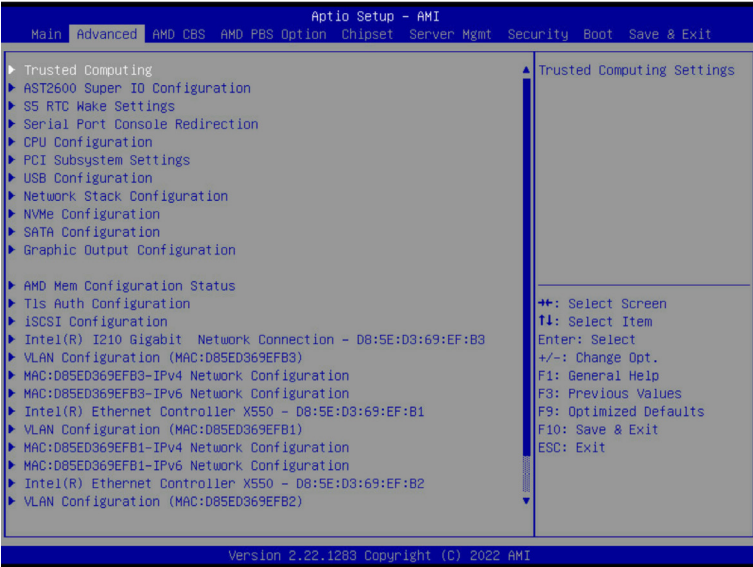 Aptio Setup – AMI
Main Advanced AMD CBS AMD PBS Option Chipset Server Mgmt Security Boot Save & Exit
Trusted Computing
AST2600 Super IO Configuration
S5 RTC Wake Settings
Serial Port Console Redirection
CPU Configuration
PCI Subsystem Settings
USB Configuration
Network Stack Configuration
NVMe Configuration
SATA Configuration
Graphic Output Configuration
AMD Mem Configuration Status
Tls Auth Configuration
iSCSI Configuration
Intel(R) I210 Gigabit  Network Connection – D8:5E:D3:69:EF:B3
VLAN Configuration (MAC:D85ED369EFB3)
MAC:D85ED369EFB3–IPv4 Network Configuration
MAC:D85ED369EFB3–IPv6 Network Configuration
Intel(R) Ethernet Controller X550 – D8:5E:D3:69:EF:B1
VLAN Configuration (MAC:D85ED369EFB1)
MAC:D85ED369EFB1–IPv4 Network Configuration
MAC:D85ED369EFB1–IPv6 Network Configuration
Intel(R) Ethernet Controller X550 – D8:5E:D3:69:EF:B2
VLAN Configuration (MAC:D85ED369EFB2)
Trusted Computing Settings
→←: Select Screen
↑↓: Select Item
Enter: Select
+/–: Change Opt.
F1: General Help
F3: Previous Values
F9: Optimized Defaults
F10: Save & Exit
ESC: Exit
Version 2.22.1283 Copyright (C) 2022 AMI